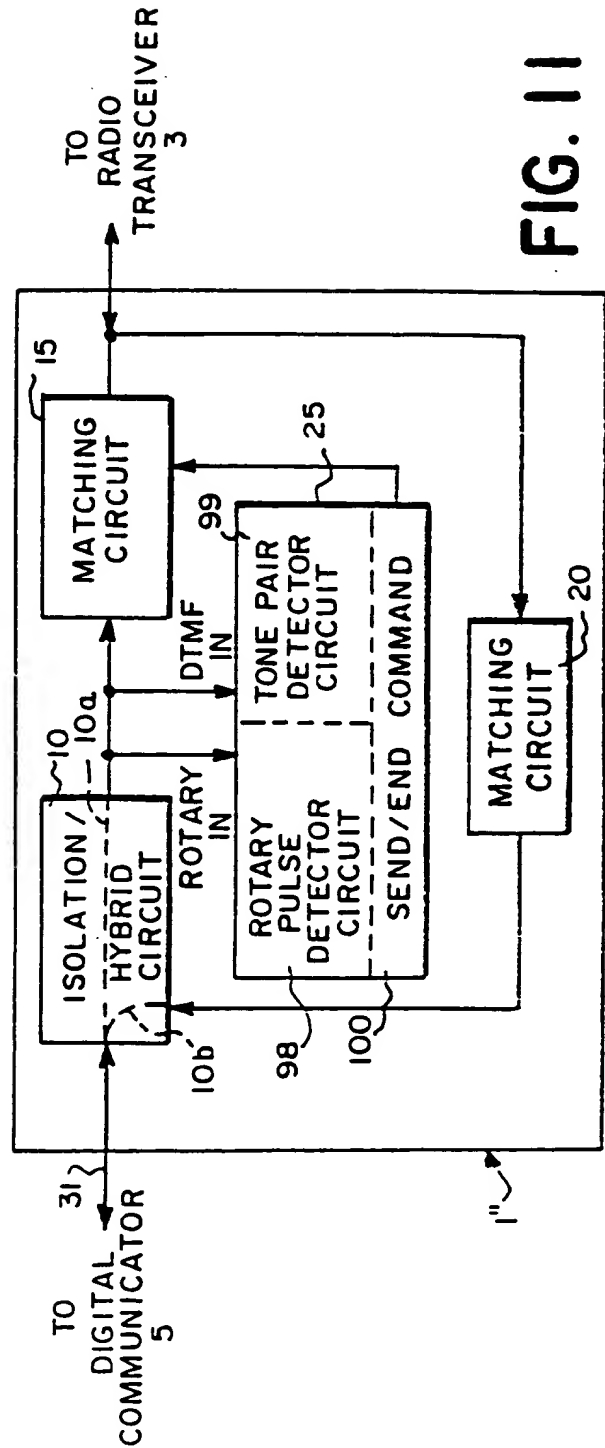 TO
DIGITAL
COMMUNICATOR
5
31
10
ISOLATION /
HYBRID
CIRCUIT
10a
10b
ROTARY
IN
DTMF
IN
15
MATCHING
CIRCUIT
TO
RADIO
TRANSCEIVER
3
ROTARY
PULSE
DETECTOR
CIRCUIT
98
99
TONE PAIR
DETECTOR
CIRCUIT
25
SEND/END COMMAND
100
MATCHING
CIRCUIT
20
1"
FIG. 11